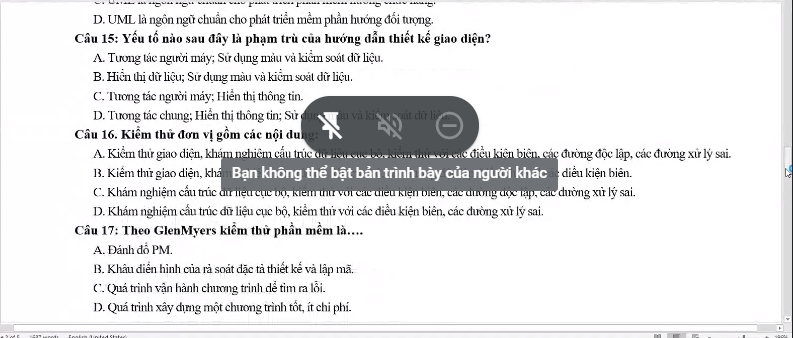 D. UML là ngôn ngữ chuẩn cho phát triển mềm phần hướng đối tượng.
Câu 15: Yếu tố nào sau đây là phạm trù của hướng dẫn thiết kế giao diện?
A. Tương tác người máy; Sử dụng màu và kiểm soát dữ liệu.
B. Hiển thị dữ liệu; Sử dụng màu và kiểm soát dữ liệu.
C. Tương tác người máy; Hiển thị thông tin.
D. Tương tác chung; Hiển thị thông tin; Sử
Câu 16. Kiểm thử đơn vị gồm các nội dung:
A. Kiểm thử giao diện, khám nghiệm cấu trúc dữ liệu cục bộ, kiểm thử với các điều kiện biên, các đường độc lập, các đường xử lý sai.
B. Kiểm thử giao diện, điều kiện biên.
Bạn không thể bật bản trình bày của người khác
C. Khám nghiệm cấu trúc dữ liệu cục bộ, kiểm thử với các điều kiện biên, các đường độc lập, các đường xử lý sai.
D. Khám nghiệm cấu trúc dữ liệu cục bộ, kiểm thử với các điều kiện biên, các đường xử lý sai.
Câu 17: Theo GlenMyers kiểm thử phần mềm là….
A. Đánh đổ PM.
B. Khâu điển hình của rà soát đặc tả thiết kế và lập mã.
C. Quá trình vận hành chương trình để tìm ra lỗi.
D. Quá trình xây dựng một chương trình tốt, ít chi phí.